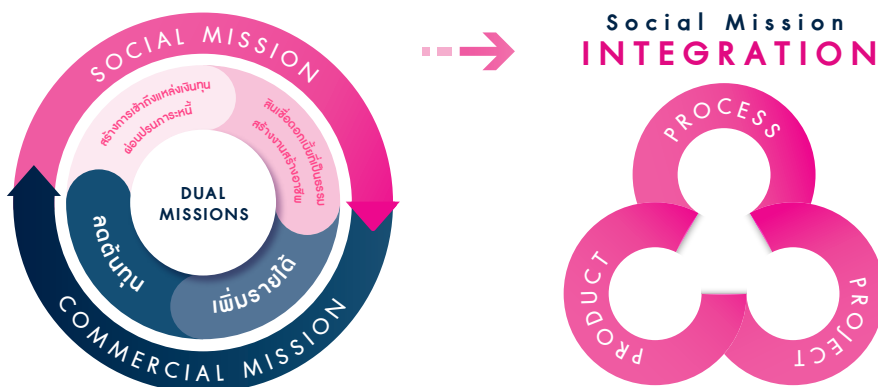 SOCIAL MISSION
สร้างการเข้าถึงแหล่งเงินทุน
ผ่อนปรนภาระหนี้
สินเชื่อดอกเบี้ยที่เป็นธรรม
สร้างงานสร้างอาชีพ
DUAL
MISSIONS
ลดต้นทุน
เพิ่มรายได้
COMMERCIAL MISSION
Social Mission
INTEGRATION
PROCESS
PRODUCT
PROJECT